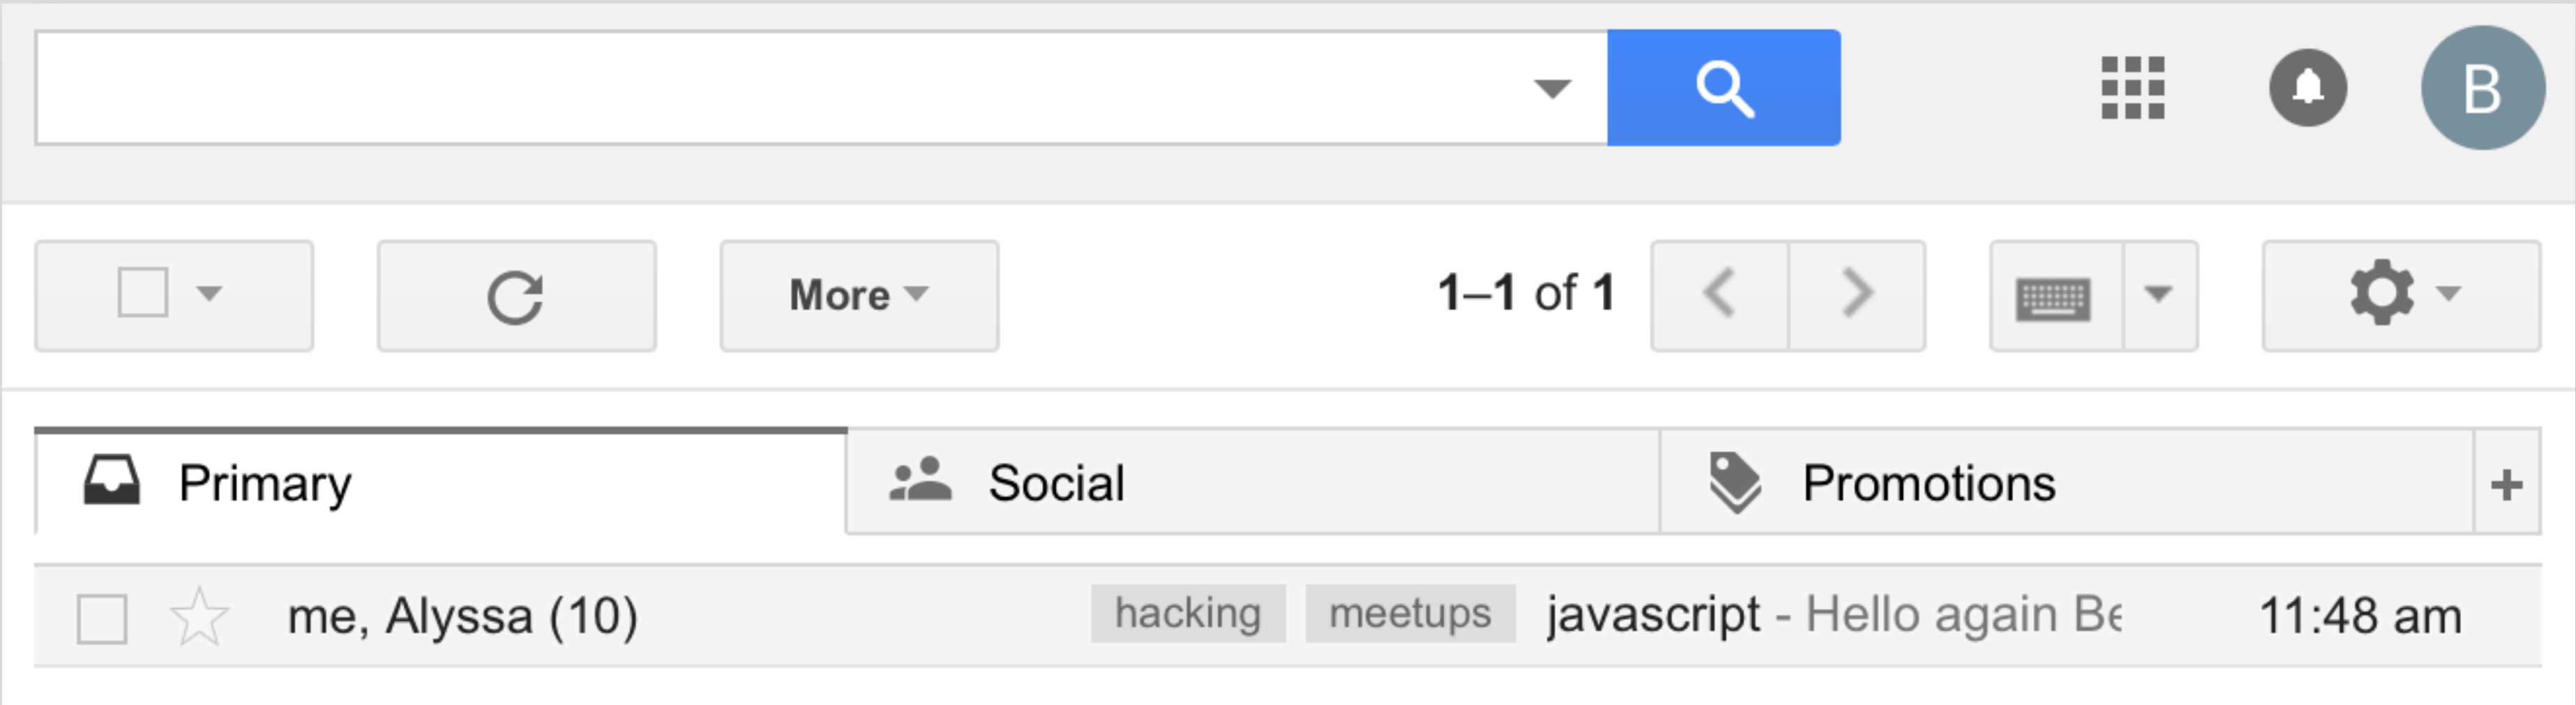 B
More
1–1 of 1
Primary
Social
Promotions
+
me, Alyssa (10) hacking meetups javascript - Hello again Be 11:48 am